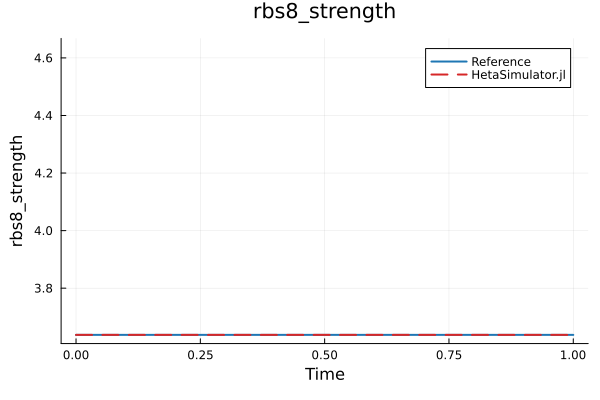 rbs8_strength
Reference
HetaSimulator.jl
4.6
4.4
4.2
4.0
3.8
rbs8_strength
0.00
0.25
0.50
0.75
1.00
Time